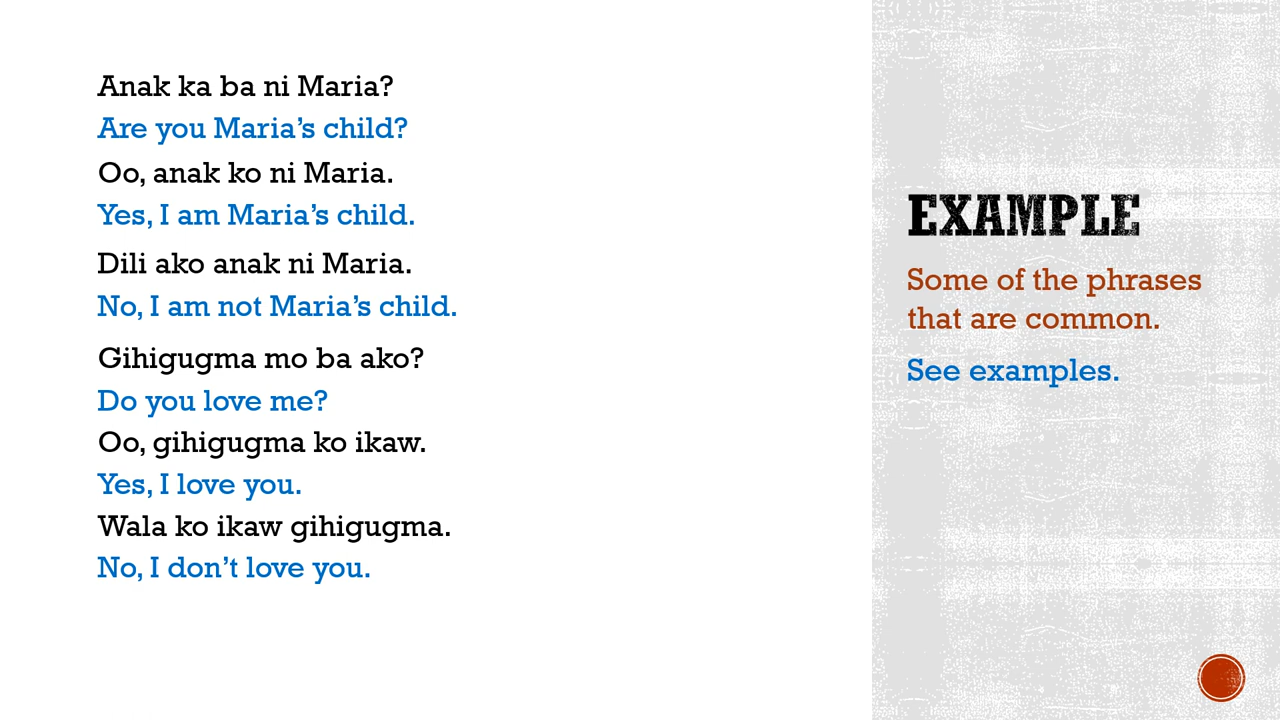 Anak ka ba ni Maria?
Are you Maria’s child?
Oo, anak ko ni Maria.
Yes, I am Maria’s child.
Dili ako anak ni Maria.
No, I am not Maria’s child.
Gihigugma mo ba ako?
Do you love me?
Oo, gihigugma ko ikaw.
Yes, I love you.
Wala ko ikaw gihigugma.
No, I don’t love you.
EXAMPLE
Some of the phrases
that are common.
See examples.